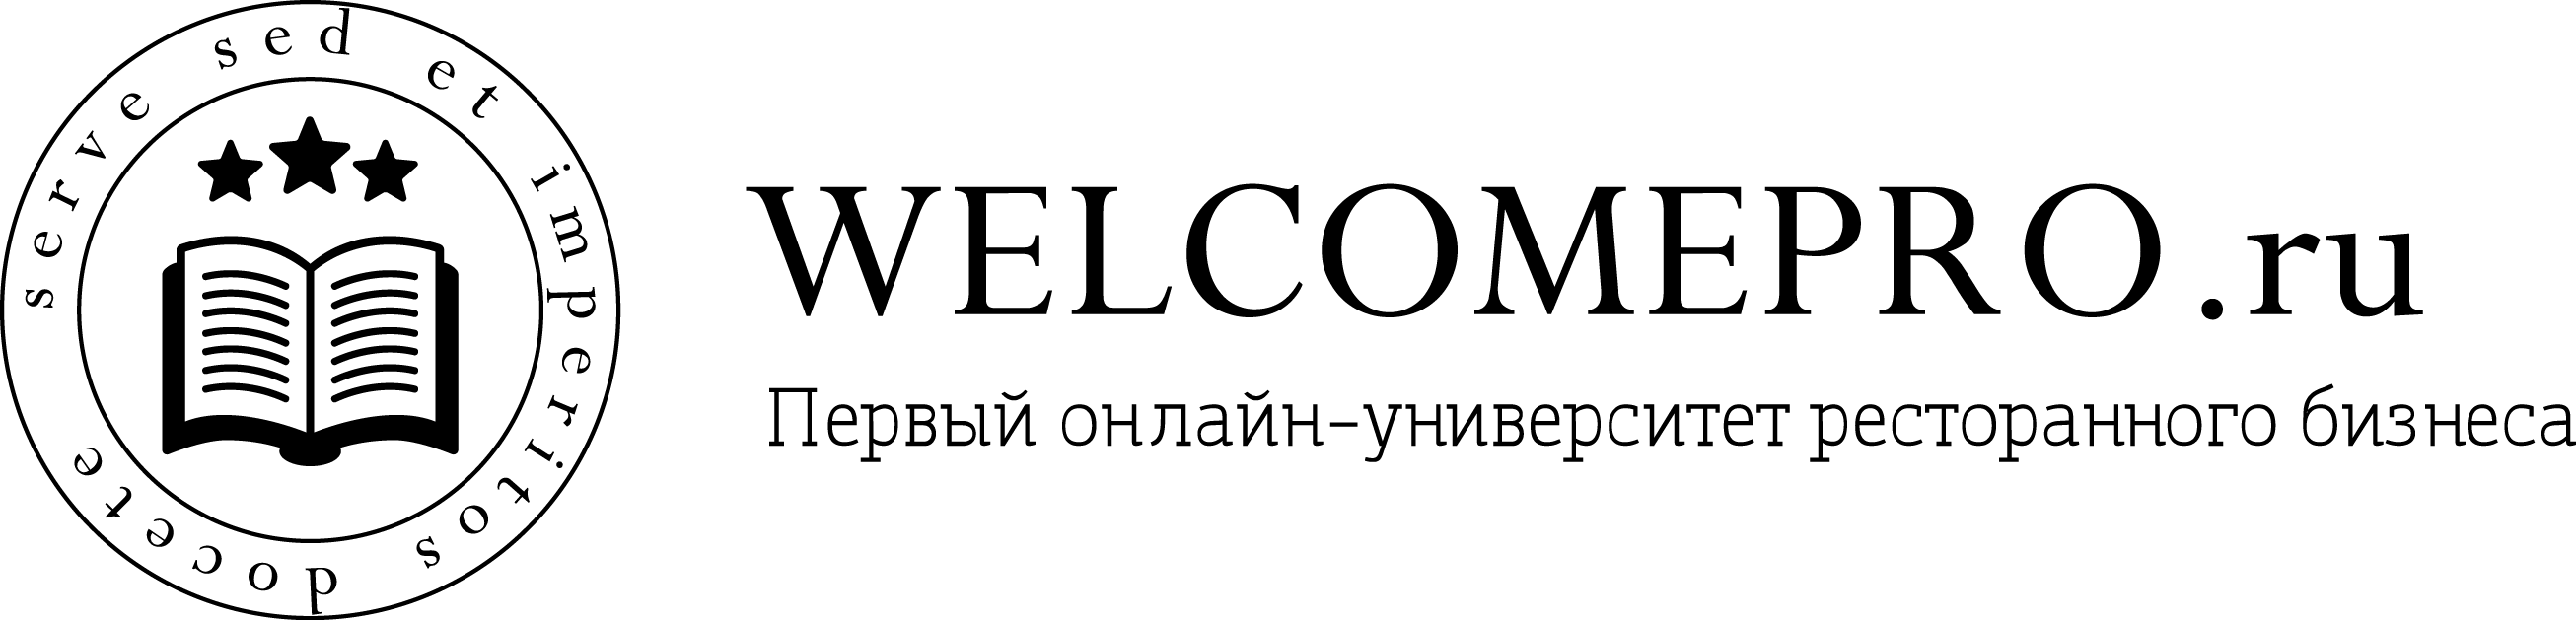 serve sed et imperitos docete
WELCOMEPRO.ru
Первый онлайн-университет ресторанного бизнеса